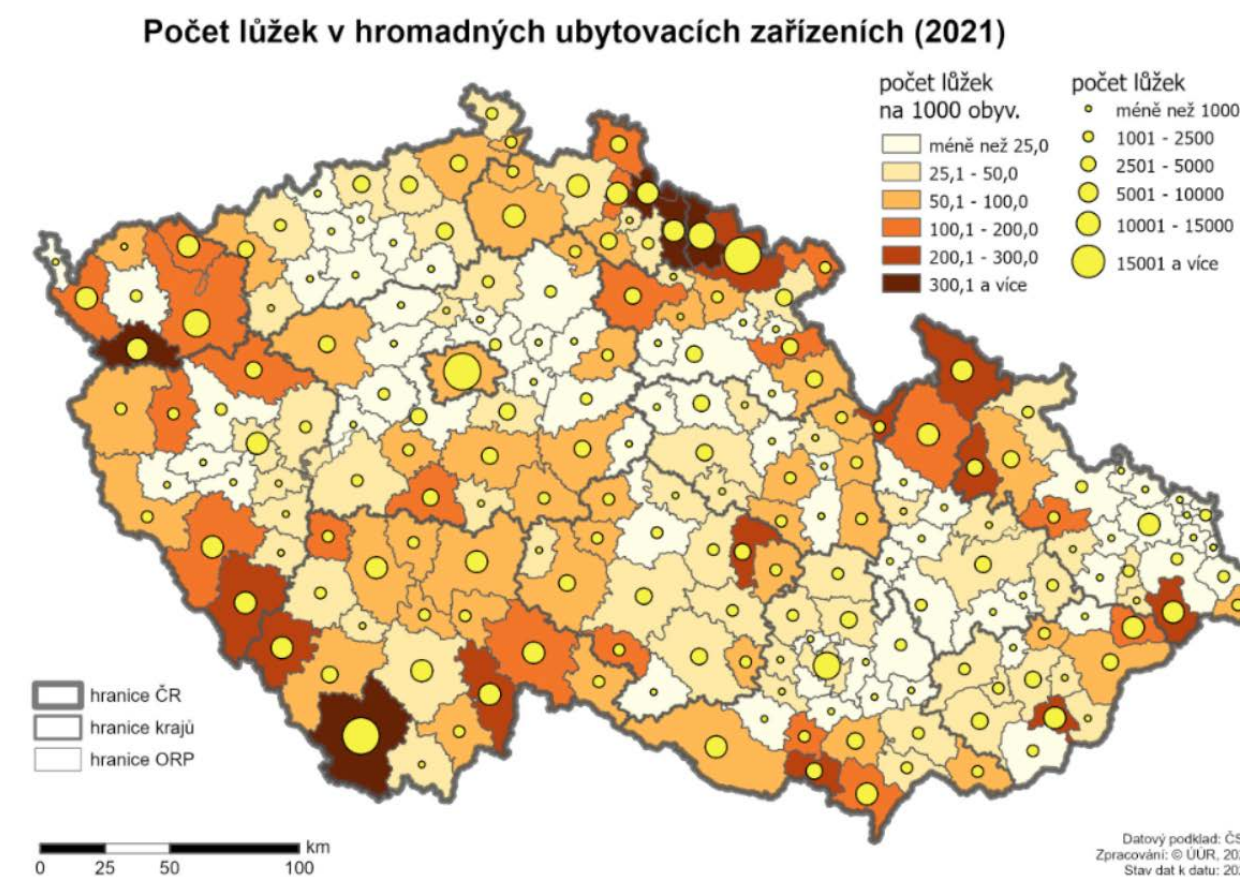 Počet lůžek v hromadných ubytovacích zařízeních (2021)
počet lůžek
na 1000 obyv.
méně než 25,0
25,1 - 50,0
50,1 - 100,0
100,1 - 200,0
200,1 - 300,0
300,1 a více
počet lůžek
méně než 1000
1001 - 2500
2501 - 5000
5001 - 10000
10001 - 15000
15001 a více
hranice ČR
hranice krajů
hranice ORP
km
0 25 50 100
Datový podklad: ČS
Zpracování: © ÚÚR, 202
Stav dat k datu: 202